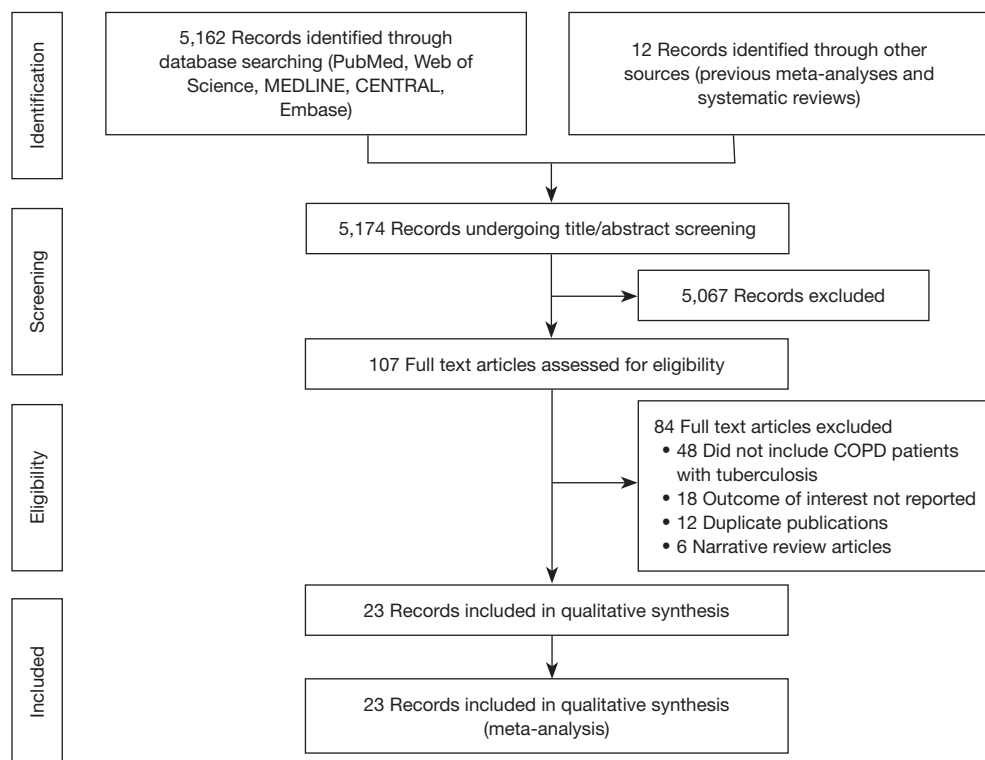 Identification
5,162 Records identified through
database searching (PubMed, Web of
Science, MEDLINE, CENTRAL,
Embase)
12 Records identified through other
sources (previous meta-analyses and
systematic reviews)
Screening
5,174 Records undergoing title/abstract screening
5,067 Records excluded
107 Full text articles assessed for eligibility
Eligibility
84 Full text articles excluded
• 48 Did not include COPD patients
with tuberculosis
• 18 Outcome of interest not reported
• 12 Duplicate publications
• 6 Narrative review articles
Included
23 Records included in qualitative synthesis
23 Records included in qualitative synthesis
(meta-analysis)